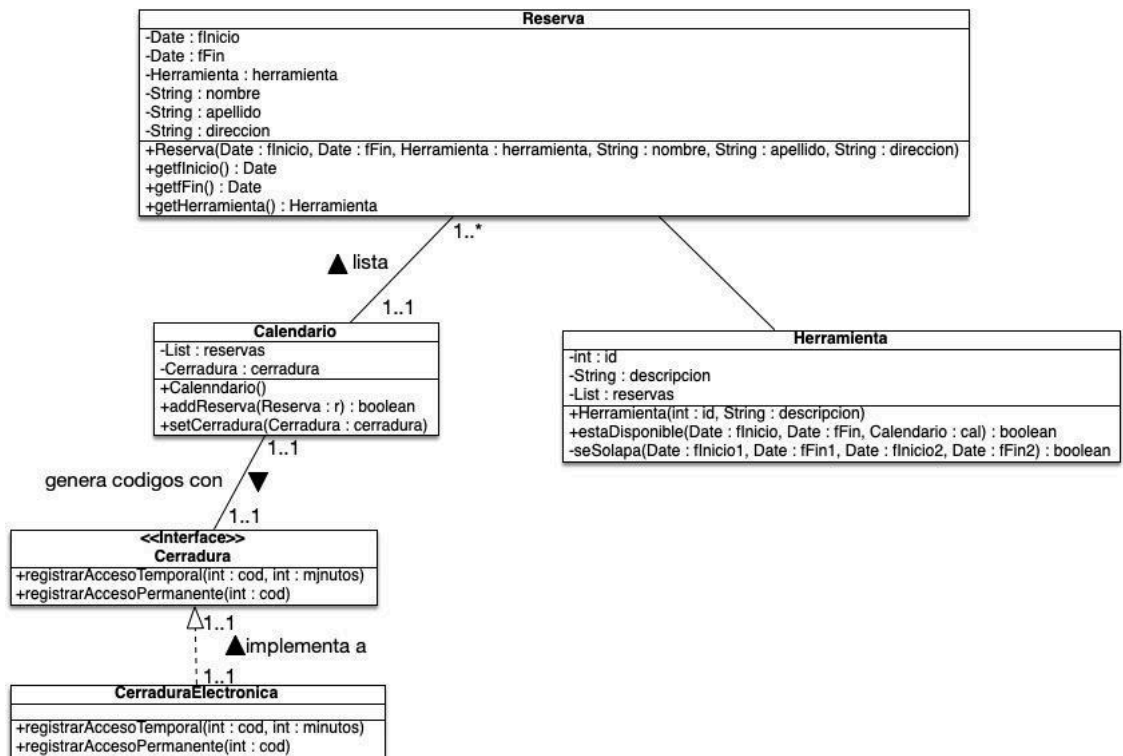 Reserva
-Date : fInicio
-Date : fFin
-Herramienta : herramienta
-String : nombre
-String : apellido
-String : direccion
+Reserva(Date : fInicio, Date : fFin, Herramienta : herramienta, String : nombre, String : apellido, String : direccion)
+getfInicio() : Date
+getfFin() : Date
+getHerramienta() : Herramienta
1..*
▲ lista
1..1
Calendario
-List : reservas
-Cerradura : cerradura
+Calenndario()
+addReserva(Reserva : r) : boolean
+setCerradura(Cerradura : cerradura)
Herramienta
-int : id
-String : descripcion
-List : reservas
+Herramienta(int : id, String : descripcion)
+estaDisponible(Date : fInicio, Date : fFin, Calendario : cal) : boolean
-seSolapa(Date : fInicio1, Date : fFin1, Date : fInicio2, Date : fFin2) : boolean
1..1
genera codigos con ▼
1..1
<<Interface>>
Cerradura
+registrarAccesoTemporal(int : cod, int : mjnutos)
+registrarAccesoPermanente(int : cod)
1..1
▲implementa a
1..1
CerraduraElectronica
+registrarAccesoTemporal(int : cod, int : minutos)
+registrarAccesoPermanente(int : cod)